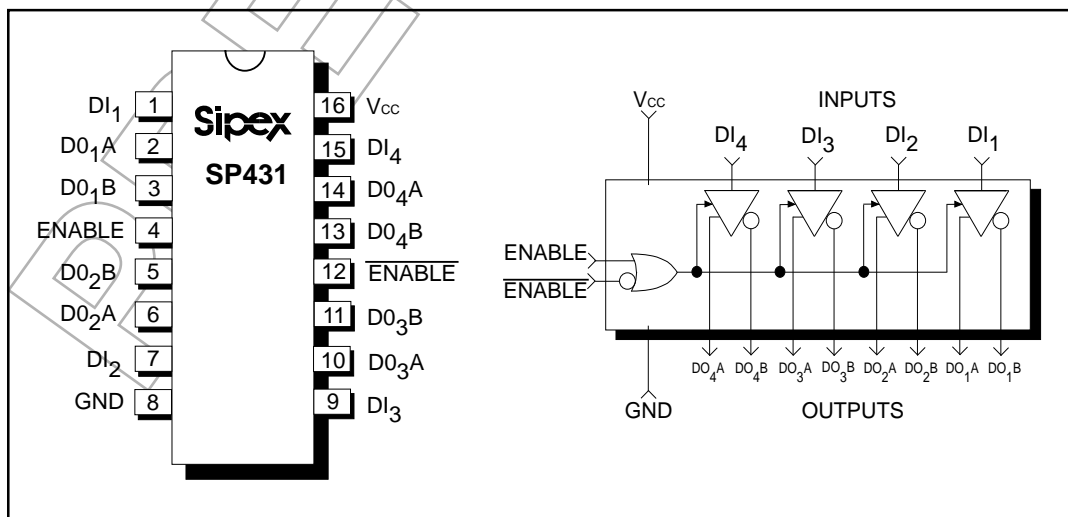 DI1 1
D01A 2
D01B 3
ENABLE 4
D02B 5
D02A 6
DI2 7
GND 8
Sipex
SP431
16 VCC
15 DI4
14 D04A
13 D04B
12 ENABLE
11 D03B
10 D03A
9 DI3
VCC INPUTS
DI4 DI3 DI2 DI1
ENABLE
ENABLE
DO4A DO4B DO3A DO3B DO2A DO2B DO1A DO1B
GND OUTPUTS